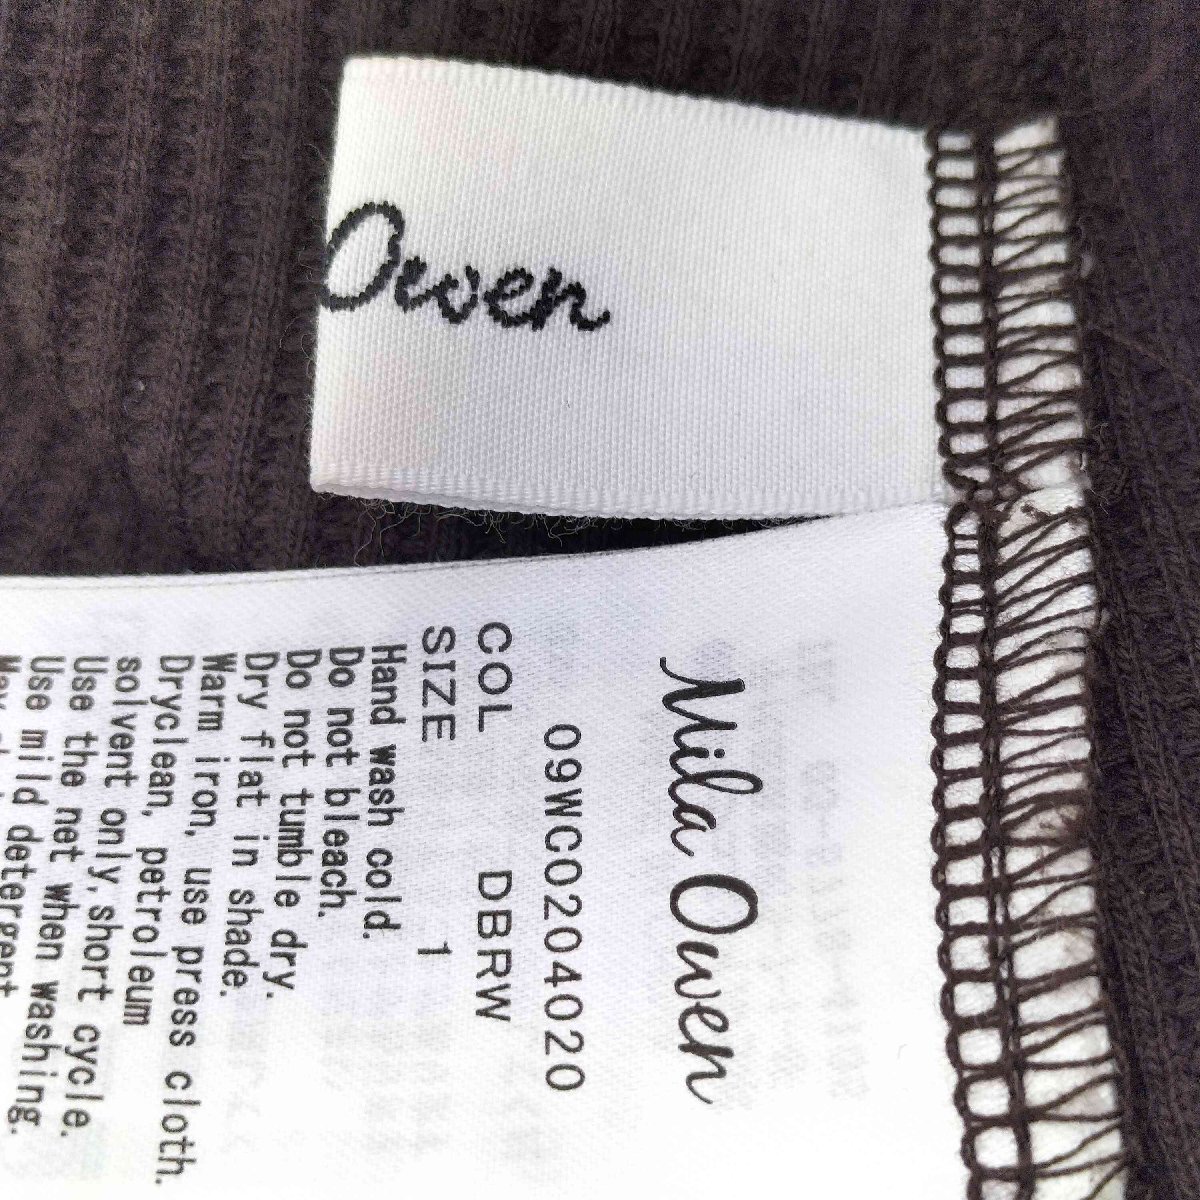 Owen
Mila Owen
09WC0204020
COL DBRW
SIZE 1
Hand wash cold.
Do not bleach.
Do not tumble dry.
Dry flat in shade.
Warm iron, use press cloth.
Dryclean, petroleum
solvent only, short cycle.
Use the net when washing.
Use mild detergent